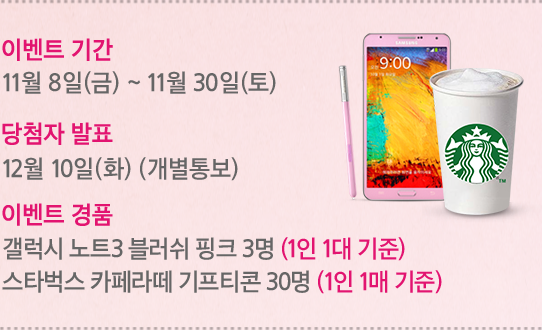 이벤트 기간
11월 8일(금) ~ 11월 30일(토)
당첨자 발표
12월 10일(화) (개별통보)
이벤트 경품
갤럭시 노트3 블러쉬 핑크 3명 (1인 1대 기준)
스타벅스 카페라떼 기프티콘 30명 (1인 1매 기준)
SAMSUNG
9:00
TM